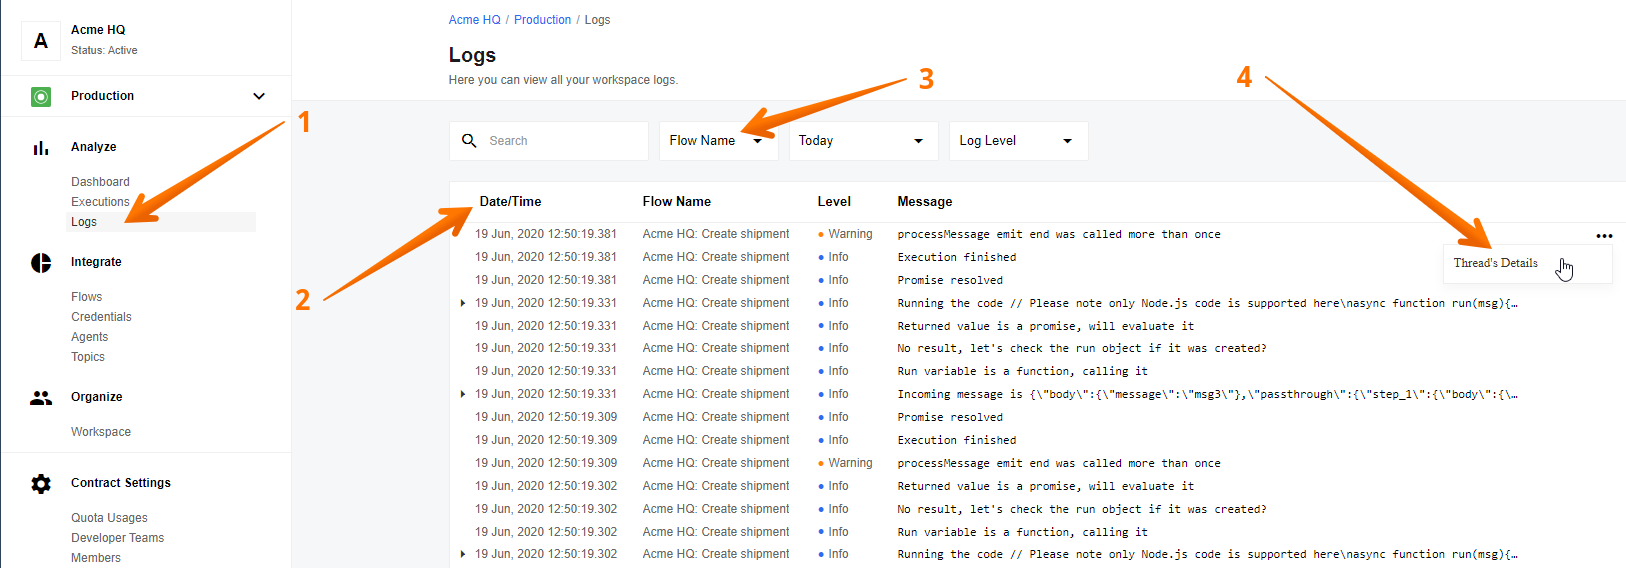 A
Acme HQ
Status: Active
Production
Analyze
Dashboard
Executions
Logs
Integrate
Flows
Credentials
Agents
Topics
Organize
Workspace
Contract Settings
Quota Usages
Developer Teams
Members
1
2
3
4
Acme HQ / Production / Logs
Logs
Here you can view all your workspace logs.
Search Flow Name Today Log Level
Date/Time Flow Name Level Message
19 Jun, 2020 12:50:19.381 Acme HQ: Create shipment Warning processMessage emit end was called more than once
Thread's Details
19 Jun, 2020 12:50:19.381 Acme HQ: Create shipment Info Execution finished
19 Jun, 2020 12:50:19.381 Acme HQ: Create shipment Info Promise resolved
19 Jun, 2020 12:50:19.331 Acme HQ: Create shipment Info Running the code // Please note only Node.js code is supported here\nasync function run(msg){…
19 Jun, 2020 12:50:19.331 Acme HQ: Create shipment Info Returned value is a promise, will evaluate it
19 Jun, 2020 12:50:19.331 Acme HQ: Create shipment Info No result, let's check the run object if it was created?
19 Jun, 2020 12:50:19.331 Acme HQ: Create shipment Info Run variable is a function, calling it
19 Jun, 2020 12:50:19.331 Acme HQ: Create shipment Info Incoming message is {\"body\":{\"message\":\"msg3\"},\"passthrough\":{\"step_1\":{\"body\":{\…
19 Jun, 2020 12:50:19.309 Acme HQ: Create shipment Info Promise resolved
19 Jun, 2020 12:50:19.309 Acme HQ: Create shipment Info Execution finished
19 Jun, 2020 12:50:19.309 Acme HQ: Create shipment Warning processMessage emit end was called more than once
19 Jun, 2020 12:50:19.302 Acme HQ: Create shipment Info Returned value is a promise, will evaluate it
19 Jun, 2020 12:50:19.302 Acme HQ: Create shipment Info No result, let's check the run object if it was created?
19 Jun, 2020 12:50:19.302 Acme HQ: Create shipment Info Run variable is a function, calling it
19 Jun, 2020 12:50:19.302 Acme HQ: Create shipment Info Running the code // Please note only Node.js code is supported here\nasync function run(msg){…